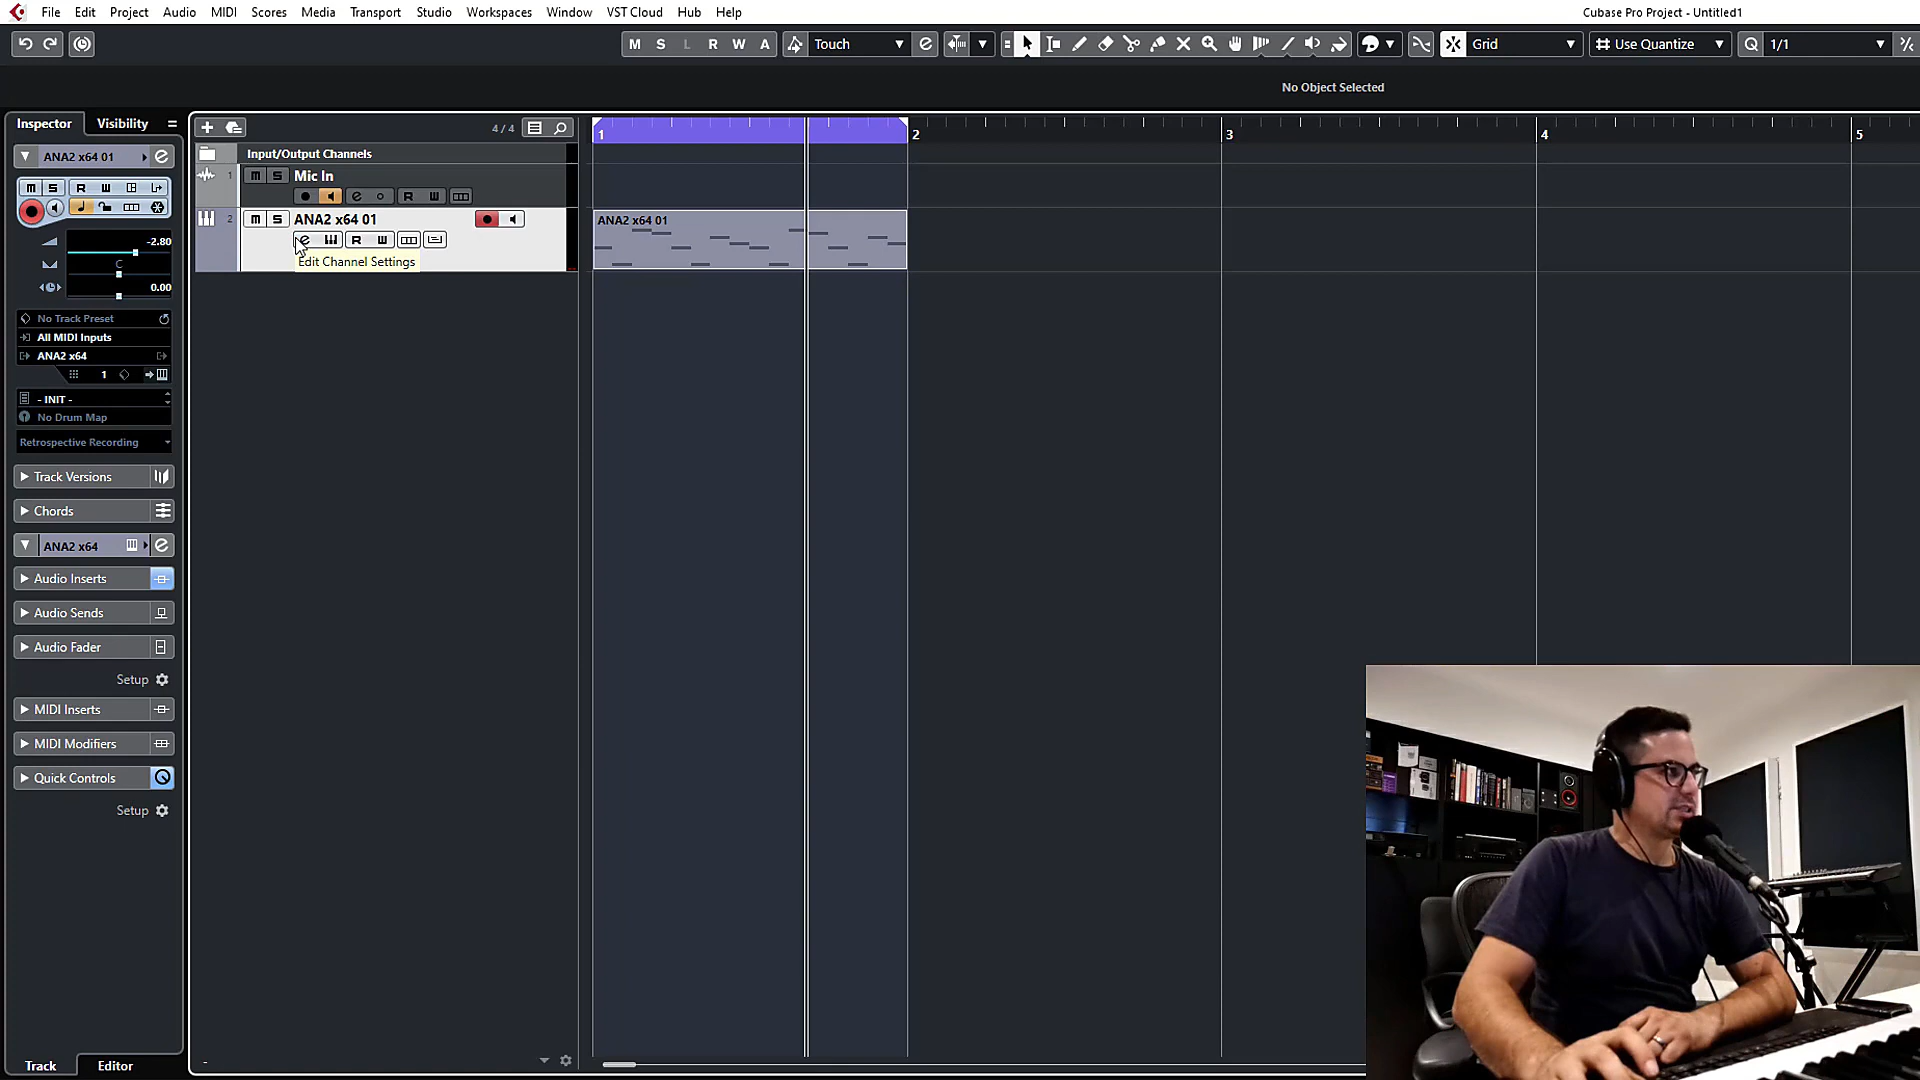 File Edit Project Audio MIDI Scores Media Transport Studio Workspaces Window VST Cloud Hub Help
Cubase Pro Project - Untitled1
M S L R W A Touch Grid Use Quantize Q 1/1
No Object Selected
Inspector Visibility
4/4
1 2 3 4 5
ANA2 x64 01
Input/Output Channels
M S R W
1 m S Mic In
R W
2 m S ANA2 x64 01
ANA2 x64 01
R W
-2.80
Edit Channel Settings
C
0.00
No Track Preset
All MIDI Inputs
ANA2 x64
1
- INIT -
No Drum Map
Retrospective Recording
Track Versions
Chords
ANA2 x64
Audio Inserts
Audio Sends
Audio Fader
Setup
MIDI Inserts
MIDI Modifiers
Quick Controls
Setup
Track Editor